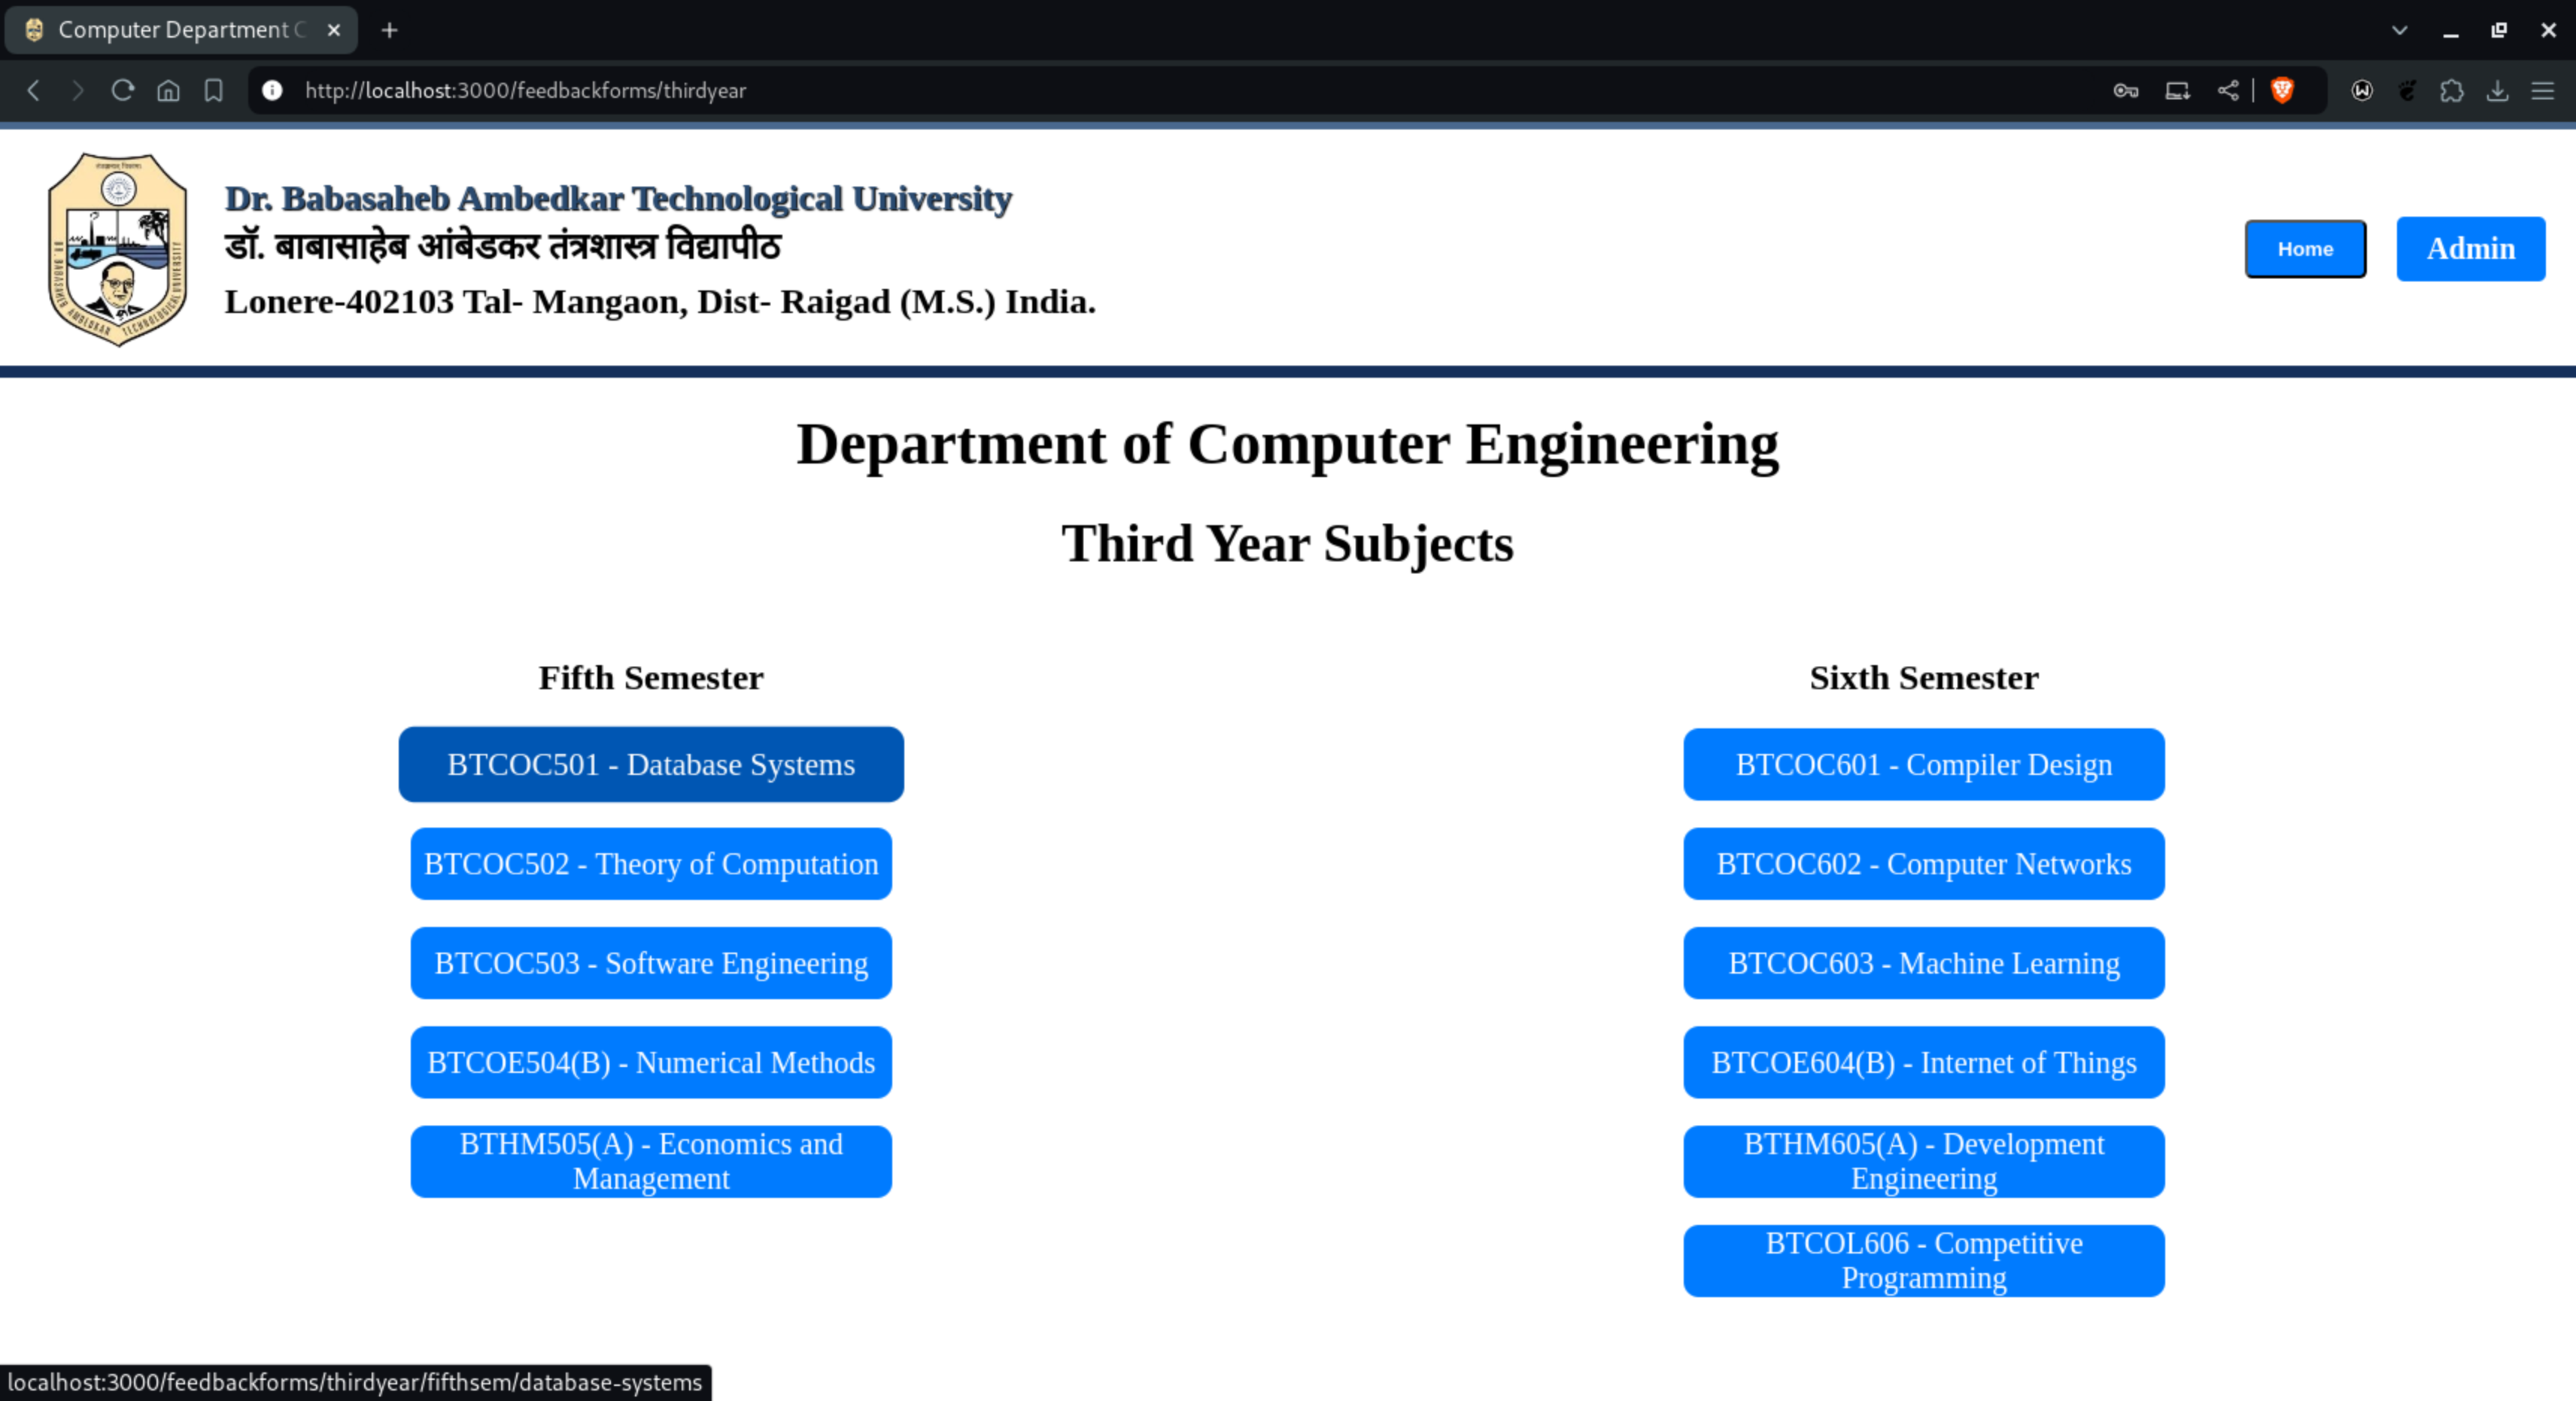 Computer Department
http://localhost:3000/feedbackforms/thirdyear
Dr. Babasaheb Ambedkar Technological University
डॉ. बाबासाहेब आंबेडकर तंत्रशास्त्र विद्यापीठ
Lonere-402103 Tal- Mangaon, Dist- Raigad (M.S.) India.
Home
Admin
Department of Computer Engineering
Third Year Subjects
Fifth Semester
BTCOC501 - Database Systems
BTCOC502 - Theory of Computation
BTCOC503 - Software Engineering
BTCOE504(B) - Numerical Methods
BTHM505(A) - Economics and
Management
Sixth Semester
BTCOC601 - Compiler Design
BTCOC602 - Computer Networks
BTCOC603 - Machine Learning
BTCOE604(B) - Internet of Things
BTHM605(A) - Development
Engineering
BTCOL606 - Competitive
Programming
localhost:3000/feedbackforms/thirdyear/fifthsem/database-systems